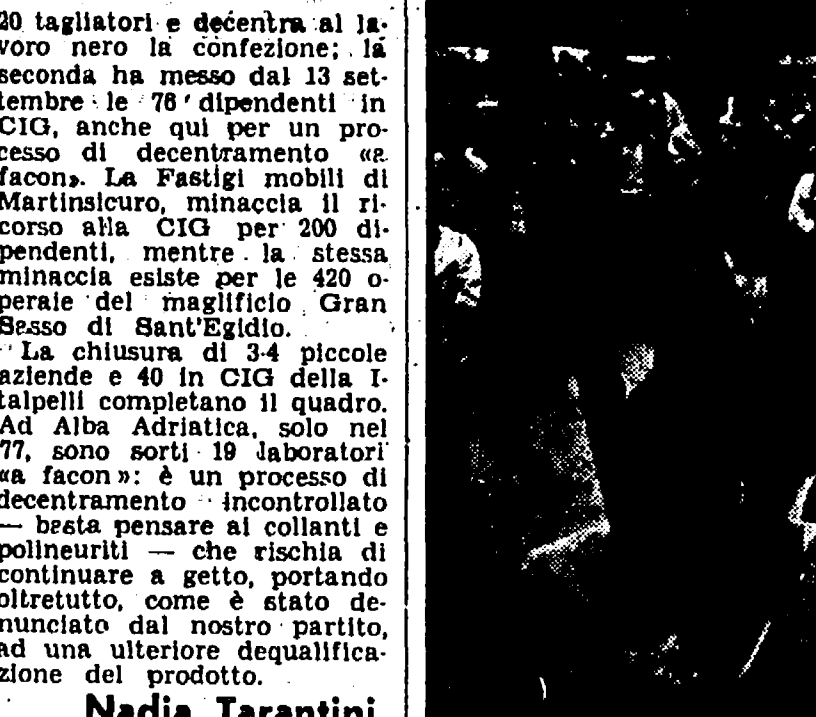 20 tagliatori e decentra al la-
voro nero la confezione; la
seconda ha messo dal 13 set-
tembre le 76 dipendenti in
CIG, anche qui per un pro-
cesso di decentramento «a
facon». La Fastigi mobili di
Martinsicuro, minaccia il ri-
corso alla CIG per 200 di-
pendenti, mentre la stessa
minaccia esiste per le 420 o-
peraie del maglificio Gran
Sasso di Sant'Egidio.
La chiusura di 3-4 piccole
aziende e 40 in CIG della I-
talpelli completano il quadro.
Ad Alba Adriatica, solo nel
77, sono sorti 19 laboratori
«a facon»: è un processo di
decentramento incontrollato
— basta pensare ai collanti e
polineuriti — che rischia di
continuare a getto, portando
oltretutto, come è stato de-
nunciato dal nostro partito,
ad una ulteriore dequalifica-
zione del prodotto.
Nadia Tarantini